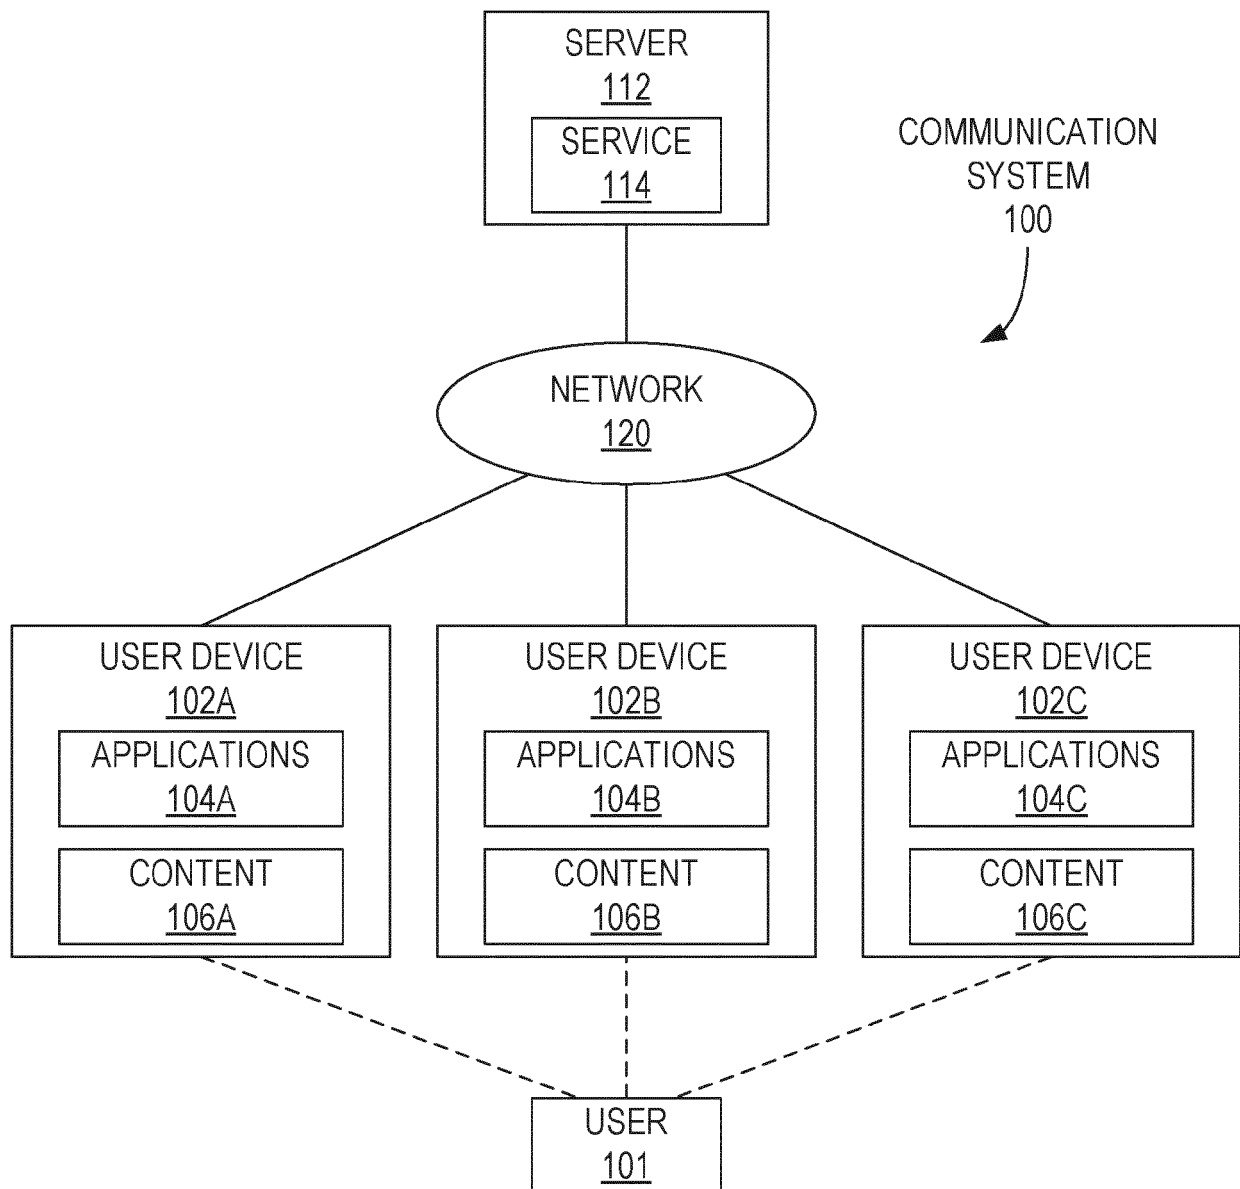 SERVER
112
SERVICE
114
COMMUNICATION
SYSTEM
100
NETWORK
120
USER DEVICE
102A
APPLICATIONS
104A
CONTENT
106A
USER DEVICE
102B
APPLICATIONS
104B
CONTENT
106B
USER DEVICE
102C
APPLICATIONS
104C
CONTENT
106C
USER
101